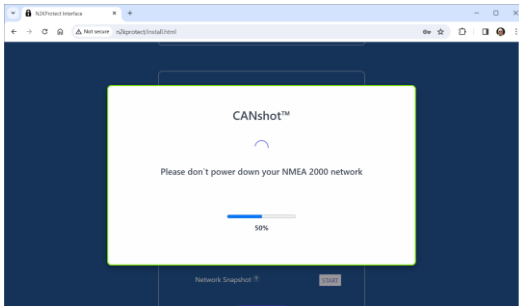 N2KProtect Interface
Not secure n2kprotect/install.html
CANshot™
Please don`t power down your NMEA 2000 network
50%
Network Snapshot ?
START